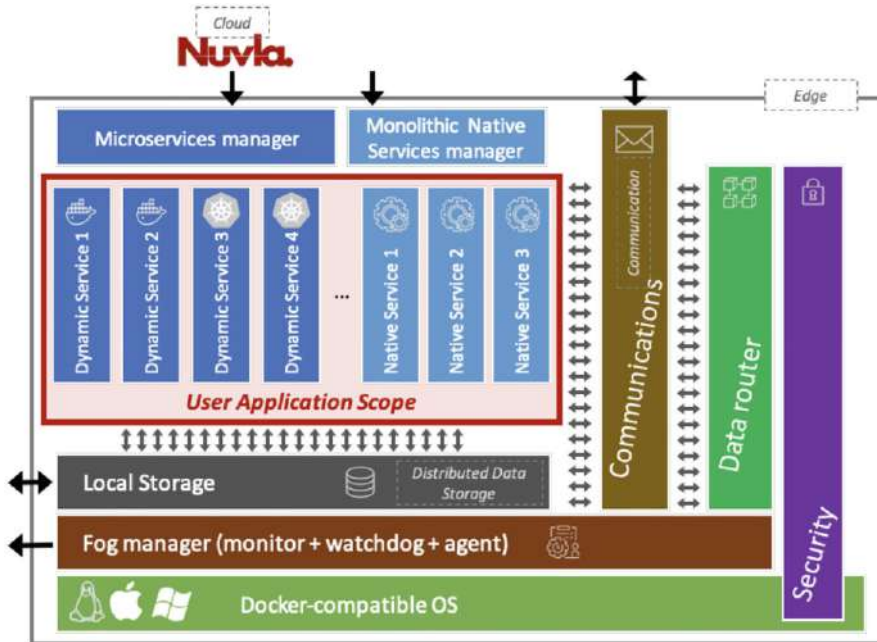 Cloud
Nuvla.
Edge
Microservices manager
Monolithic Native
Services manager
Dynamic Service 1
Dynamic Service 2
Dynamic Service 3
Dynamic Service 4
...
Native Service 1
Native Service 2
Native Service 3
User Application Scope
Communication
Communications
Data router
Security
Local Storage
Distributed Data
Storage
Fog manager (monitor + watchdog + agent)
Docker-compatible OS